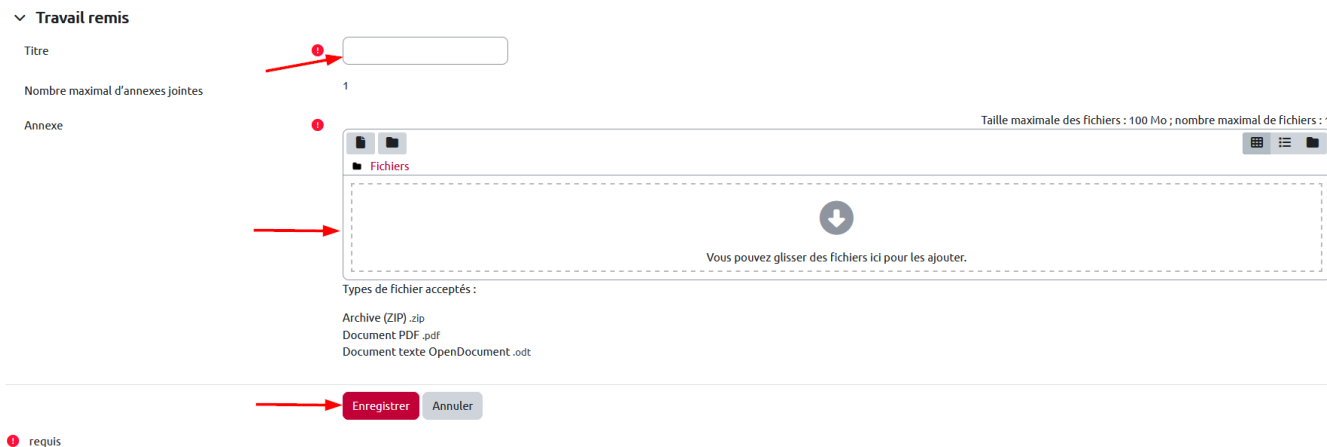 Travail remis
Titre
Nombre maximal d'annexes jointes
1
Annexe
Taille maximale des fichiers : 100 Mo ; nombre maximal de fichiers :
Fichiers
Vous pouvez glisser des fichiers ici pour les ajouter.
Types de fichier acceptés :
Archive (ZIP) .zip
Document PDF .pdf
Document texte OpenDocument .odt
Enregistrer Annuler
requis